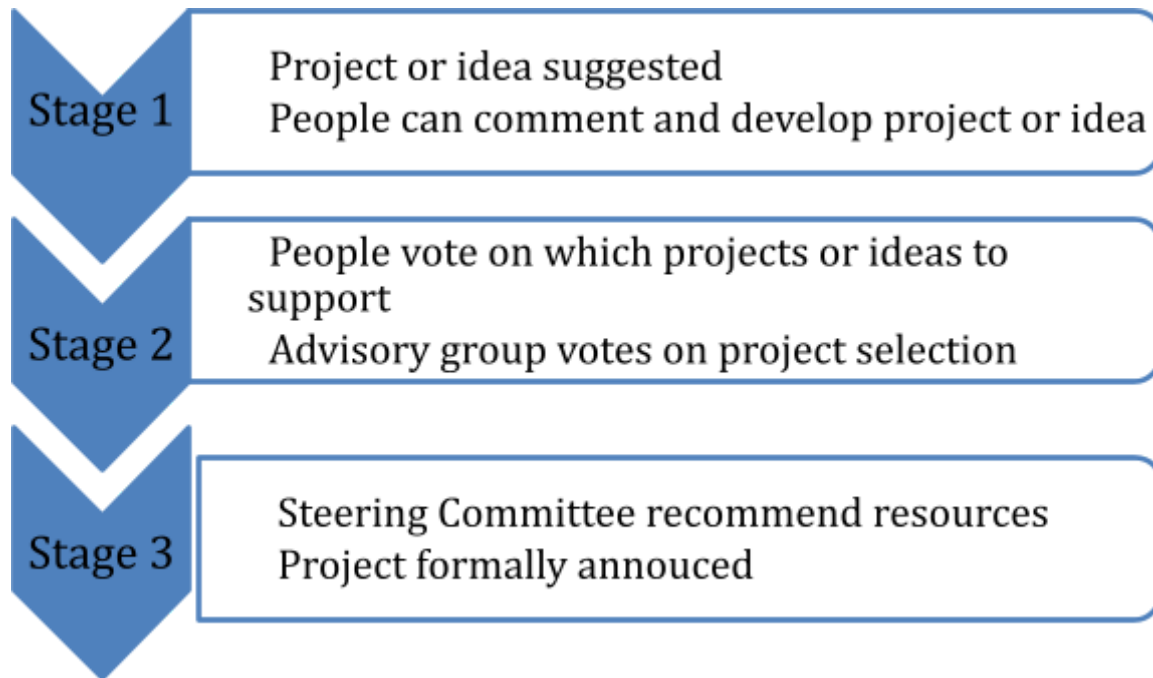 Stage 1
Project or idea suggested
People can comment and develop project or idea
Stage 2
People vote on which projects or ideas to
support
Advisory group votes on project selection
Stage 3
Steering Committee recommend resources
Project formally annouced